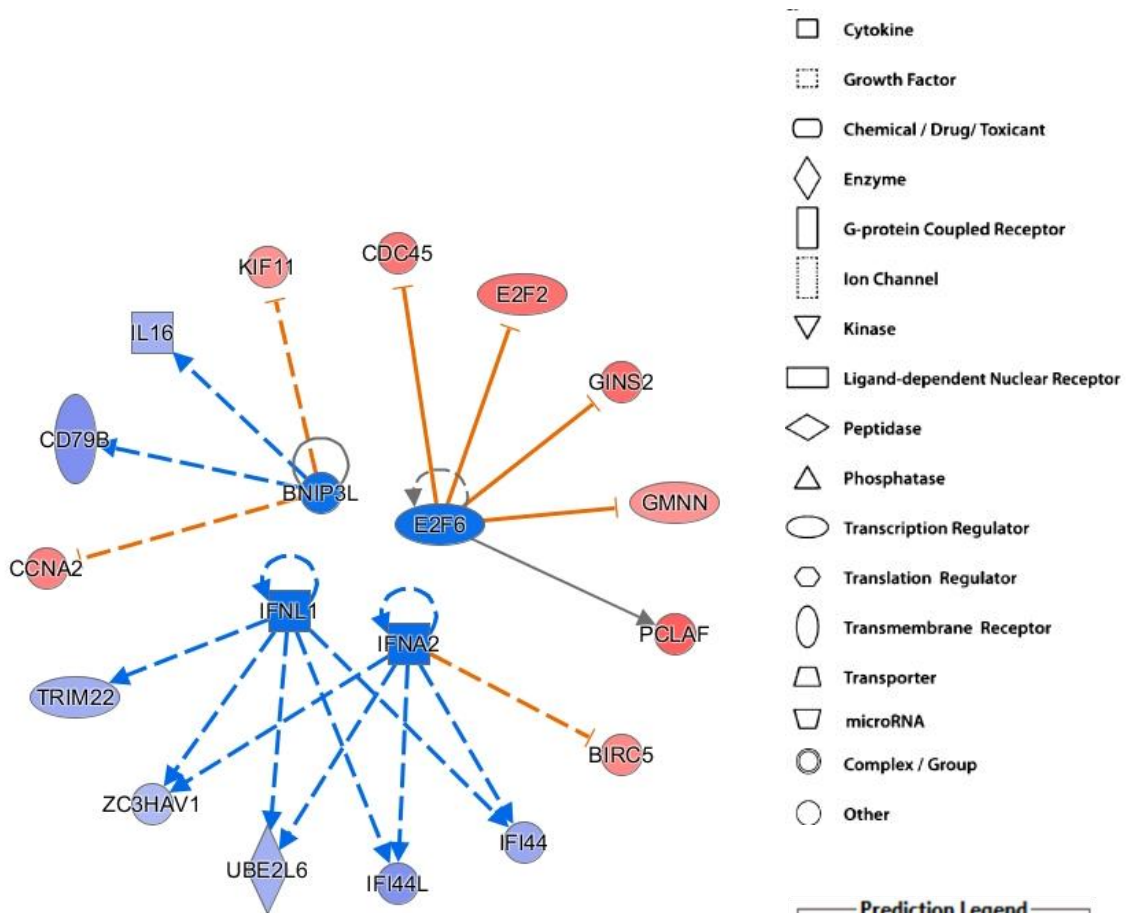 KIF11
CDC45
E2F2
IL16
GINS2
CD79B
BNIP3L
GMNN
E2F6
CCNA2
IFNL1
IFNA2
PCLAF
TRIM22
BIRC5
ZC3HAV1
IFI44
UBE2L6
IFI44L
Cytokine
Growth Factor
Chemical / Drug/ Toxicant
Enzyme
G-protein Coupled Receptor
Ion Channel
Kinase
Ligand-dependent Nuclear Receptor
Peptidase
Phosphatase
Transcription Regulator
Translation Regulator
Transmembrane Receptor
Transporter
microRNA
Complex / Group
Other
Prediction Legend